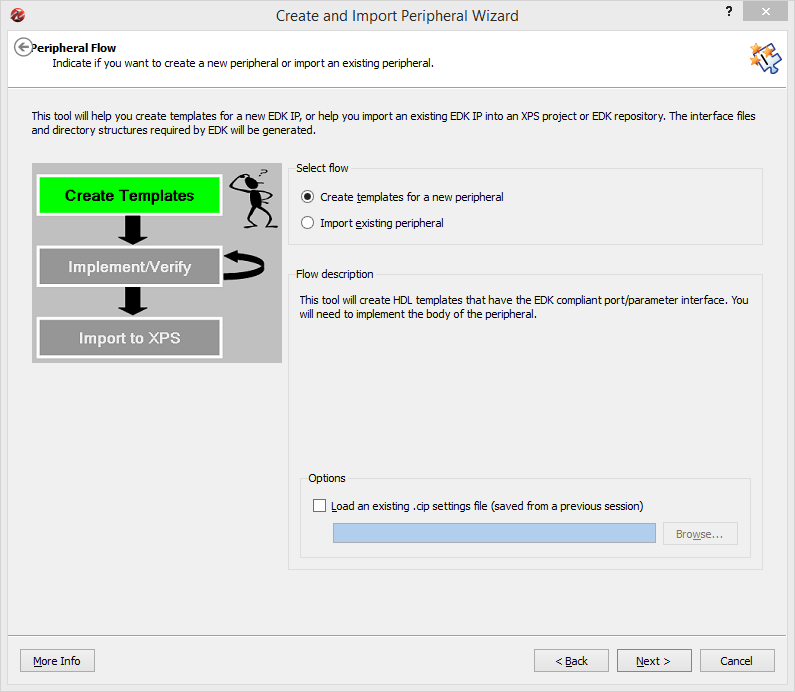 Create and Import Peripheral Wizard
?
Peripheral Flow
Indicate if you want to create a new peripheral or import an existing peripheral.
This tool will help you create templates for a new EDK IP, or help you import an existing EDK IP into an XPS project or EDK repository. The interface files
and directory structures required by EDK will be generated.
Create Templates
?
Implement/Verify
Import to XPS
Select flow
Create templates for a new peripheral
Import existing peripheral
Flow description
This tool will create HDL templates that have the EDK compliant port/parameter interface. You
will need to implement the body of the peripheral.
Options
Load an existing .cip settings file (saved from a previous session)
Browse...
More Info
< Back
Next >
Cancel